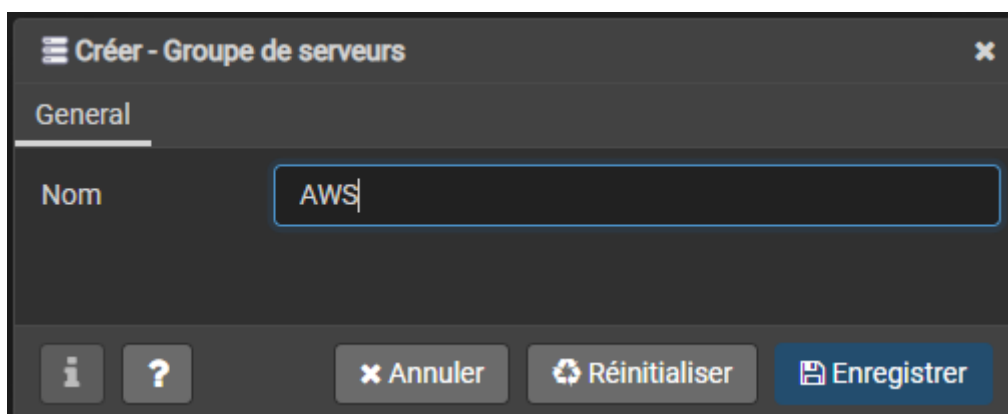 Créer - Groupe de serveurs
General
Nom AWS
? Annuler Réinitialiser Enregistrer